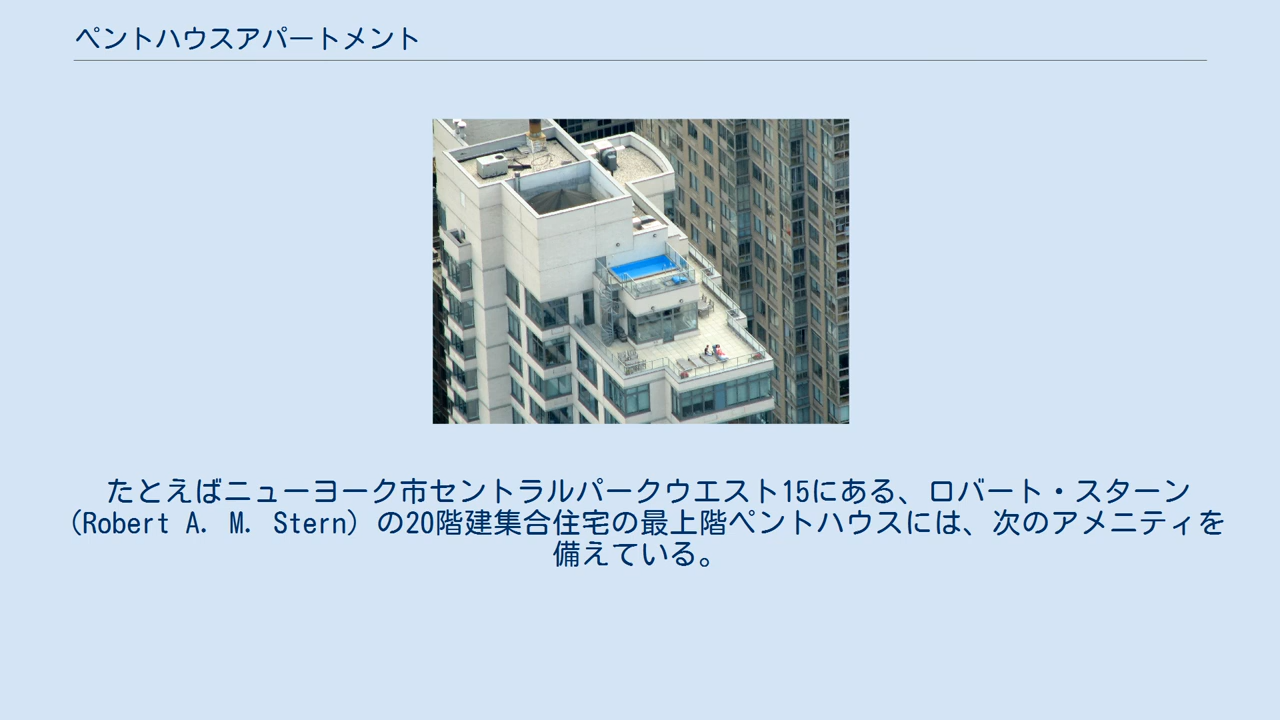 ペントハウスアパートメント
たとえばニューヨーク市セントラルパークウエスト15にある、ロバート・スターン
(Robert A. M. Stern) の20階建集合住宅の最上階ペントハウスには、次のアメニティを
備えている。